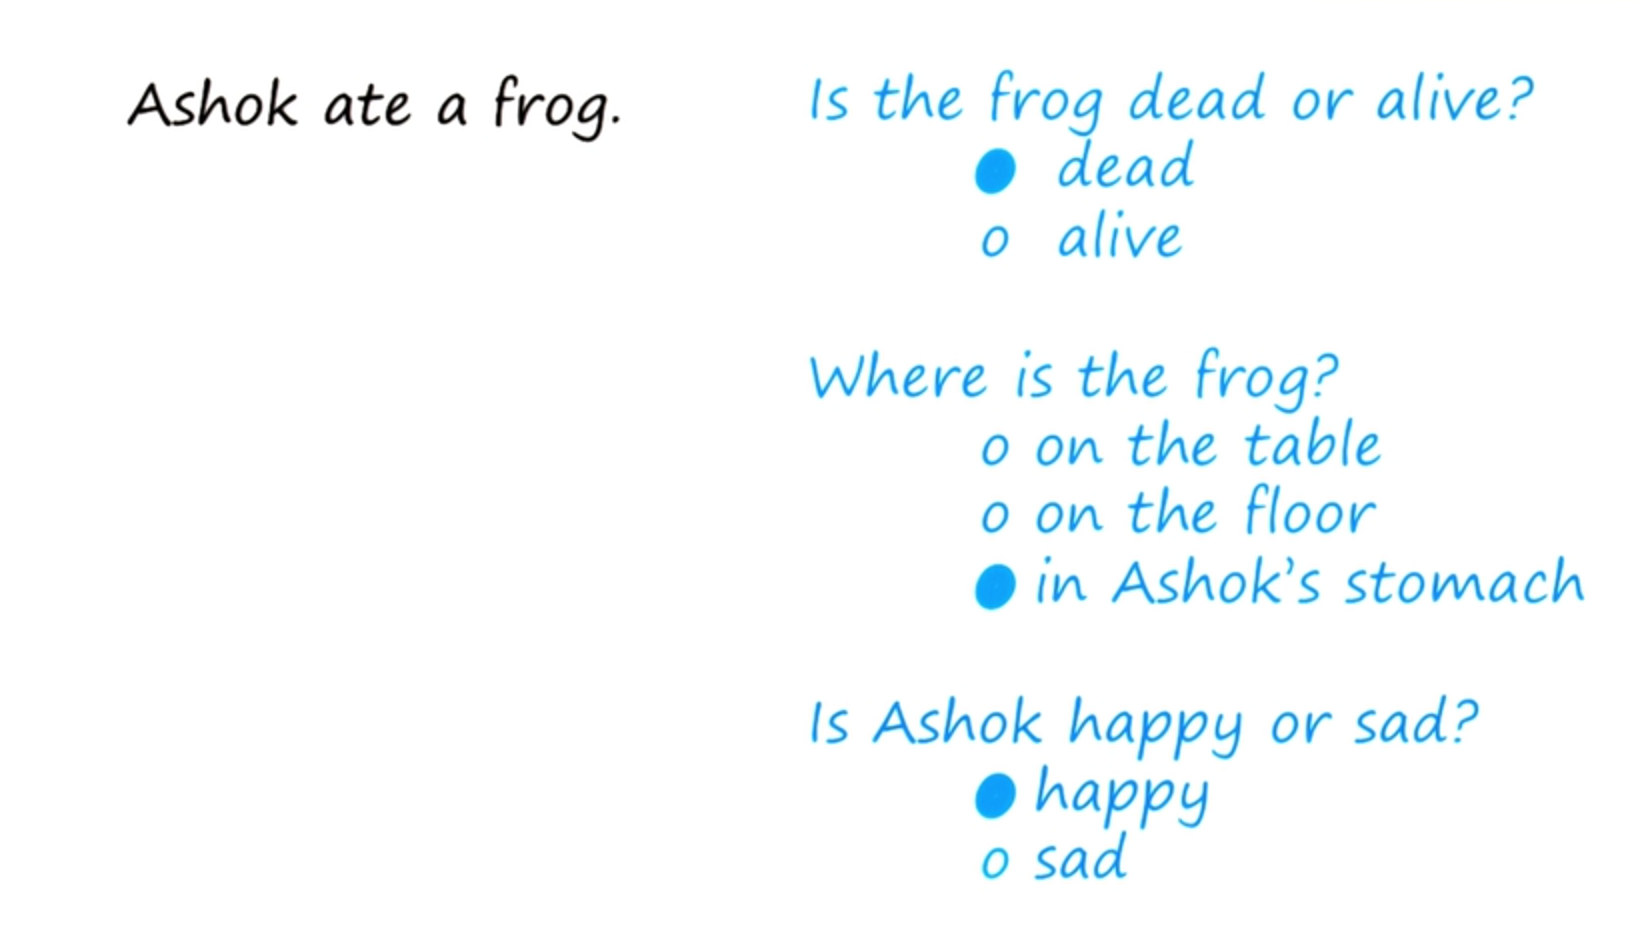 Ashok ate a frog.
Is the frog dead or alive?
● dead
o alive
Where is the frog?
o on the table
o on the floor
● in Ashok's stomach
Is Ashok happy or sad?
● happy
o sad